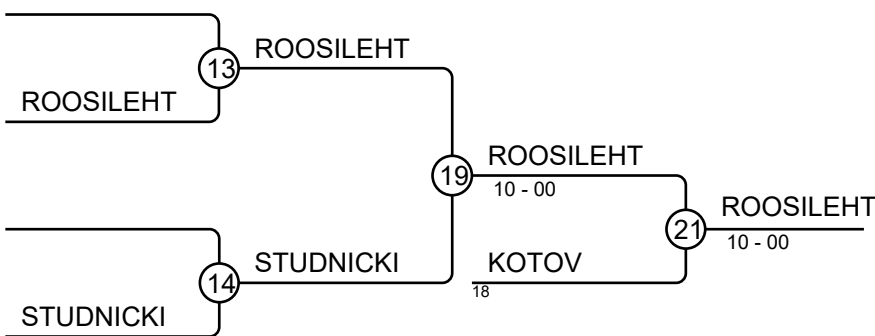 ROOSILEHT
13
ROOSILEHT
ROOSILEHT
19
10 - 00
ROOSILEHT
21
10 - 00
STUDNICKI
KOTOV
18
14
STUDNICKI